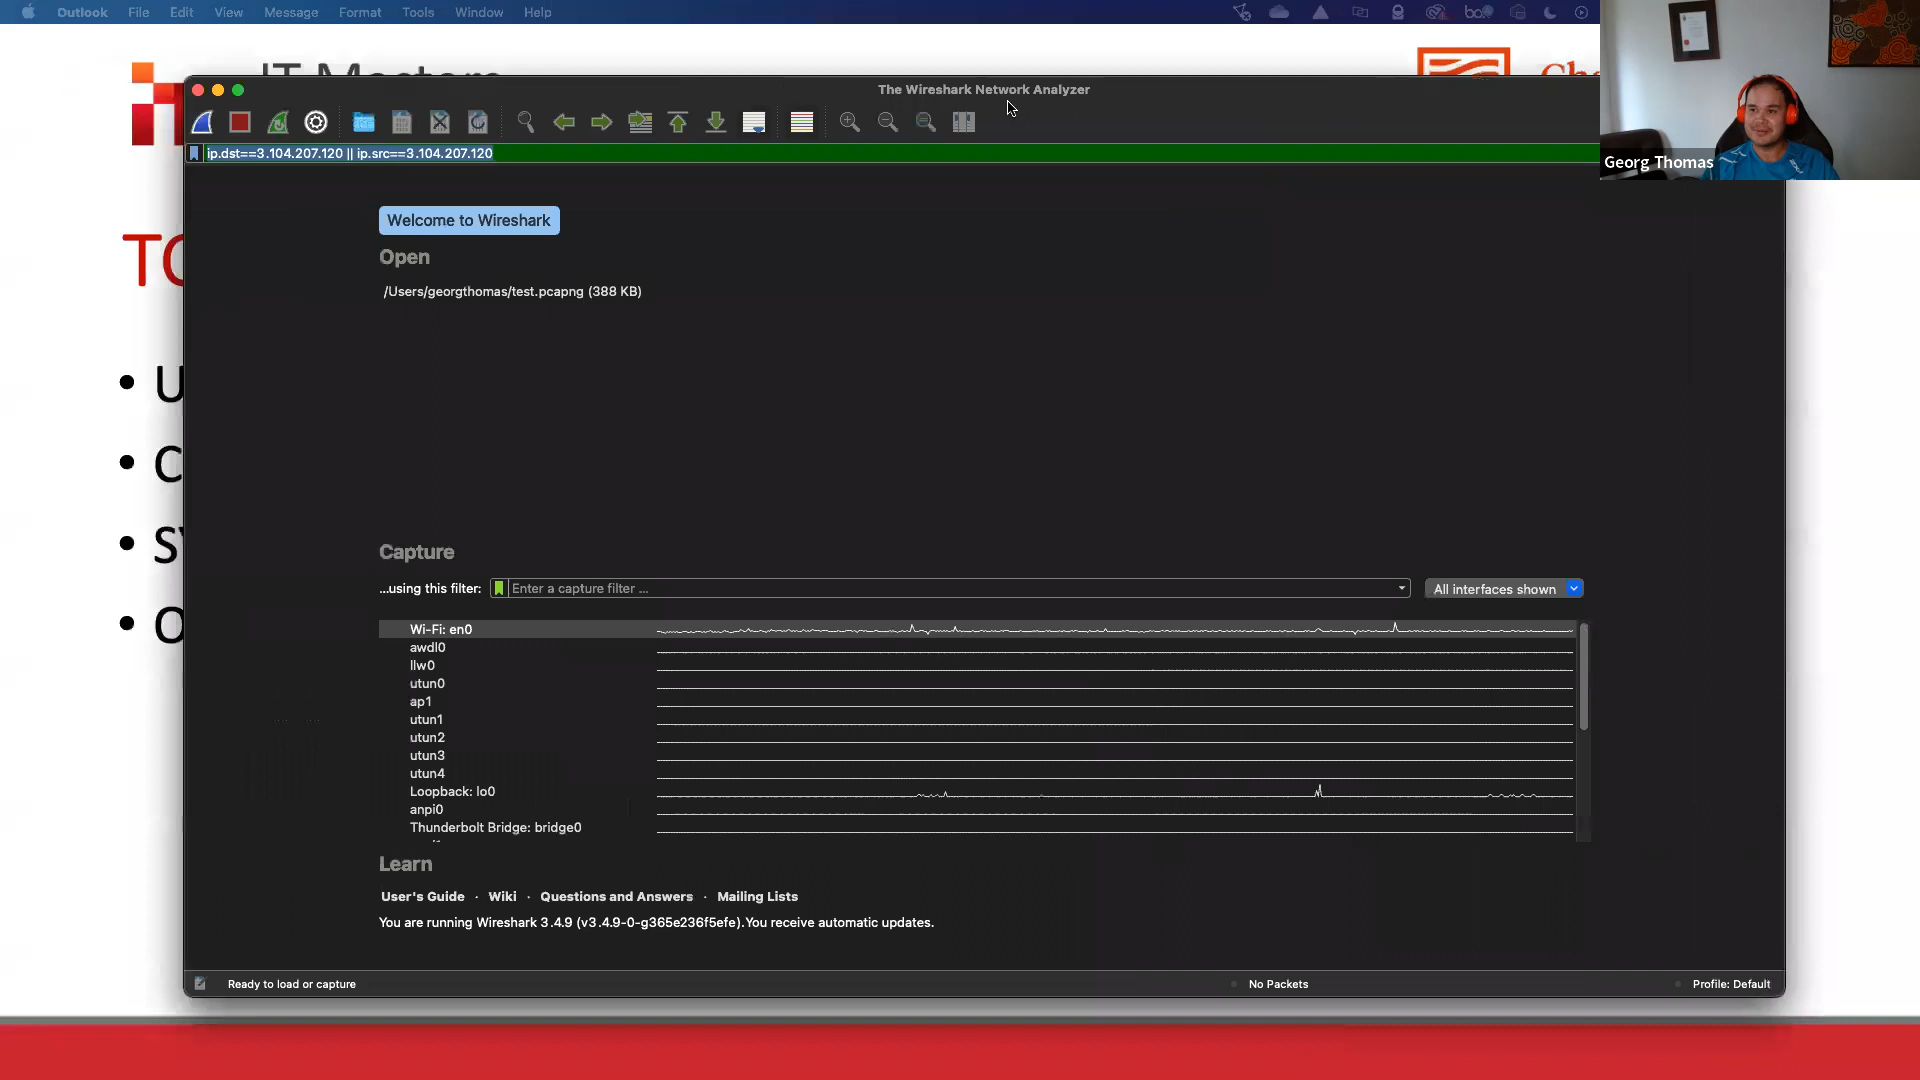 Outlook File Edit View Message Format Tools Window Help
IT Masters
The Wireshark Network Analyzer
ip.dst==3.104.207.120 || ip.src==3.104.207.120
Georg Thomas
Welcome to Wireshark
Open
/Users/georgthomas/test.pcapng (388 KB)
Capture
...using this filter: Enter a capture filter ... All interfaces shown
Wi-Fi: en0
awdl0
llw0
utun0
ap1
utun1
utun2
utun3
utun4
Loopback: lo0
anpi0
Thunderbolt Bridge: bridge0
Learn
User's Guide · Wiki · Questions and Answers · Mailing Lists
You are running Wireshark 3.4.9 (v3.4.9-0-g365e236f5efe).You receive automatic updates.
Ready to load or capture No Packets Profile: Default